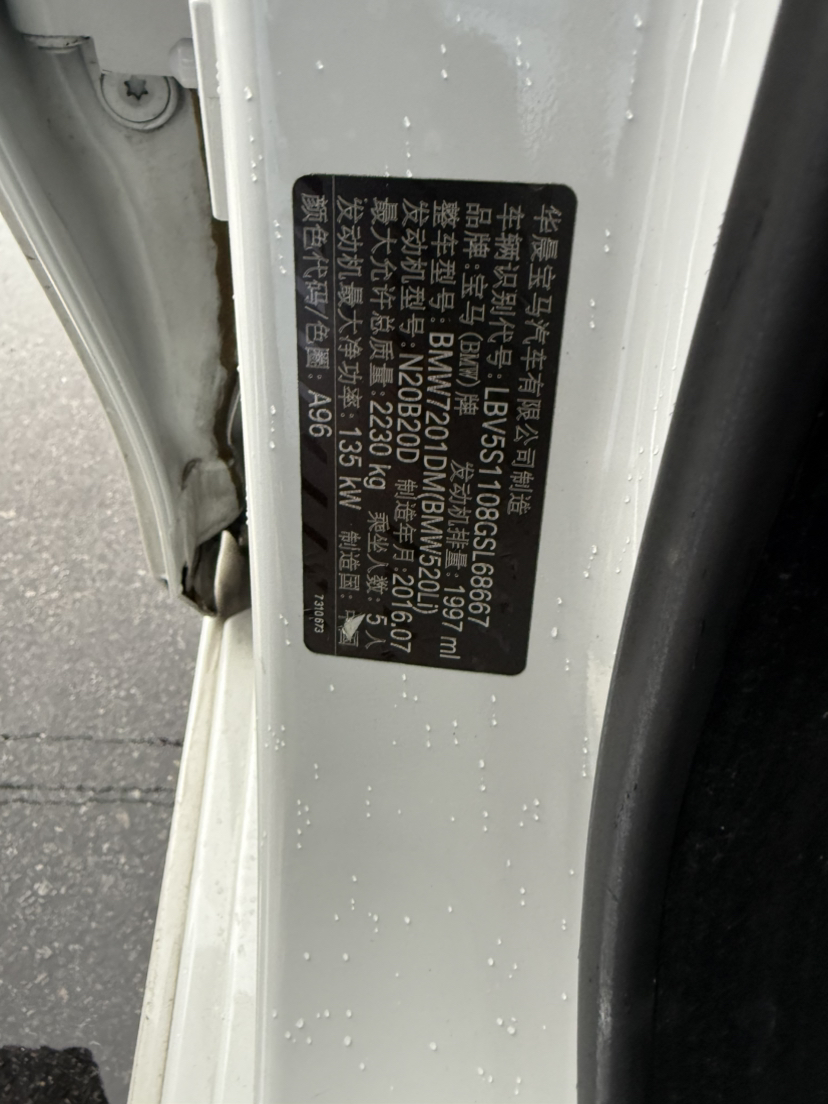 华晨宝马汽车有限公司制造
车辆识别代号: LBV5S1108GSL68667
品牌:宝马(BMW)牌 发动机排量:1997 ml
整车型号: BMW7201DM(BMW520Li)
发动机型号: N20B20D 制造年月:2016.07
最大允许总质量:2230 kg 乘坐人数: 5 人
发动机最大净功率: 135 kW 制造国: 中国
颜色代码/色圈: A96
7310673